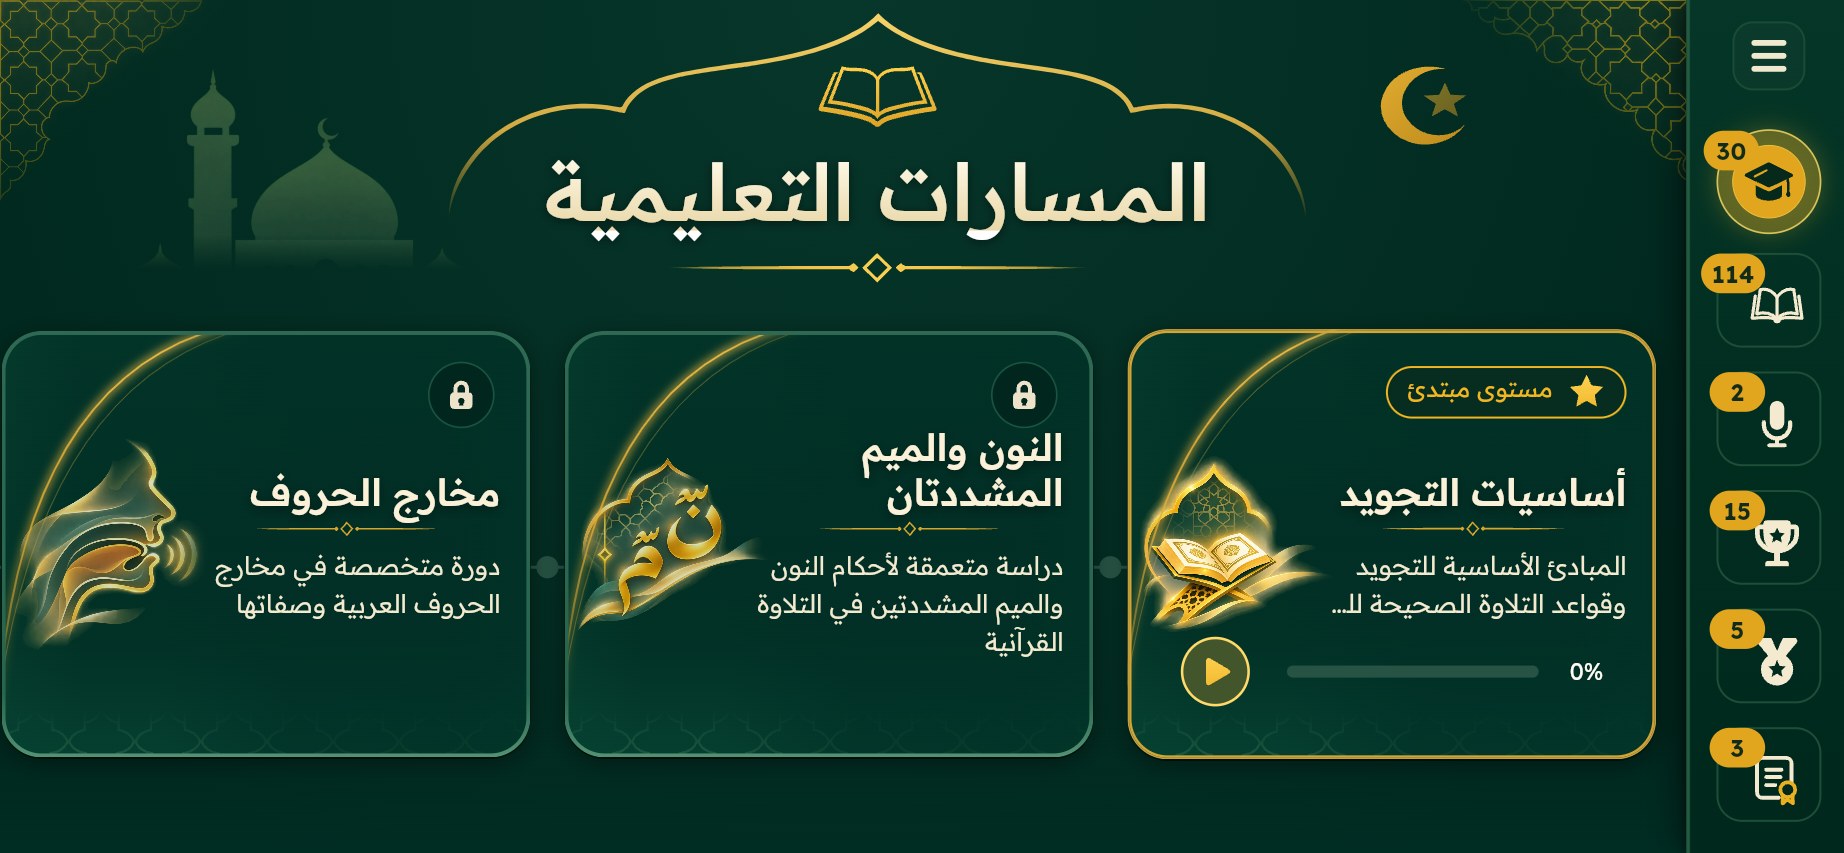 المسارات التعليمية
مستوى مبتدئ
أساسيات التجويد
المبادئ الأساسية للتجويد
وقواعد التلاوة الصحيحة للـ...
0%
النون والميم
المشددتان
نّ
مّ
دراسة متعمقة لأحكام النون
والميم المشددتين في التلاوة
القرآنية
مخارج الحروف
دورة متخصصة في مخارج
الحروف العربية وصفاتها
30
114
2
15
5
3